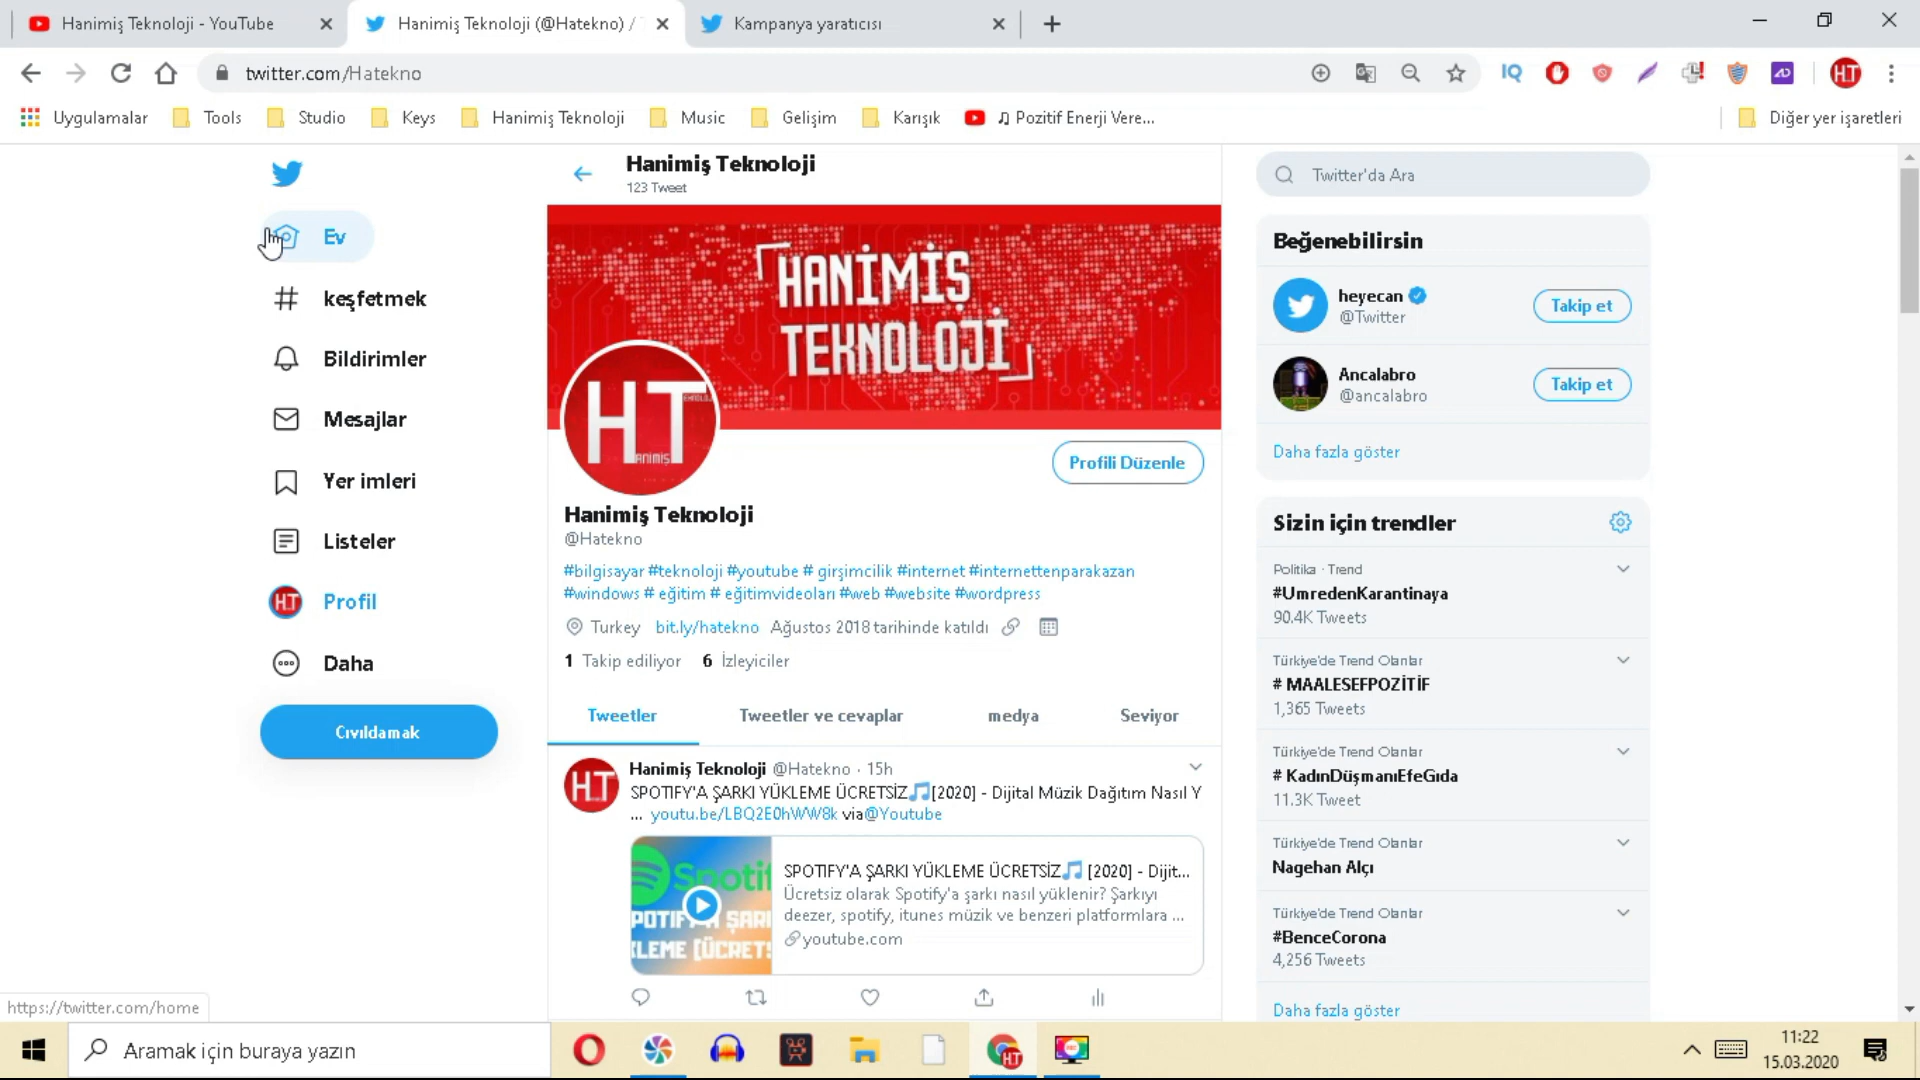 Hanimiş Teknoloji - YouTube
Hanimiş Teknoloji (@Hatekno) /
Kampanya yaratıcısı
twitter.com/Hatekno
IQ
HT
Uygulamalar
Tools
Studio
Keys
Hanimiş Teknoloji
Music
Gelişim
Karışık
♫ Pozitif Enerji Vere...
Diğer yer işaretleri
Ev
keşfetmek
Bildirimler
Mesajlar
Yer imleri
Listeler
Profil
Daha
Cıvıldamak
Hanimiş Teknoloji
123 Tweet
HANİMİŞ
TEKNOLOJİ
HT
Profili Düzenle
Hanimiş Teknoloji
@Hatekno
#bilgisayar #teknoloji #youtube # girşimcilik #internet #internettenparakazan
#windows # eğitim # eğitimvideoları #web #website #wordpress
Turkey bit.ly/hatekno Ağustos 2018 tarihinde katıldı
1 Takip ediliyor 6 İzleyiciler
Tweetler
Tweetler ve cevaplar
medya
Seviyor
Hanimiş Teknoloji @Hatekno · 15h
SPOTIFY'A ŞARKI YÜKLEME ÜCRETSİZ🎵[2020] - Dijital Müzik Dağıtım Nasıl Y
... youtu.be/LBQ2E0hWW8k via@Youtube
SPOTIFY'A ŞARKI YÜKLEME ÜCRETSİZ🎵 [2020] - Dijit...
Ücretsiz olarak Spotify'a şarkı nasıl yüklenir? Şarkıyı
deezer, spotify, itunes müzik ve benzeri platformlara ...
youtube.com
Twitter'da Ara
Beğenebilirsin
heyecan
@Twitter
Takip et
Ancalabro
@ancalabro
Takip et
Daha fazla göster
Sizin için trendler
Politika · Trend
#UmredenKarantinaya
90.4K Tweets
Türkiye'de Trend Olanlar
# MAALESEFPOZİTİF
1,365 Tweets
Türkiye'de Trend Olanlar
# KadınDüşmanıEfeGıda
11.3K Tweet
Türkiye'de Trend Olanlar
Nagehan Alçı
Türkiye'de Trend Olanlar
#BenceCorona
4,256 Tweets
Daha fazla göster
https://twitter.com/home
Aramak için buraya yazın
11:22
15.03.2020